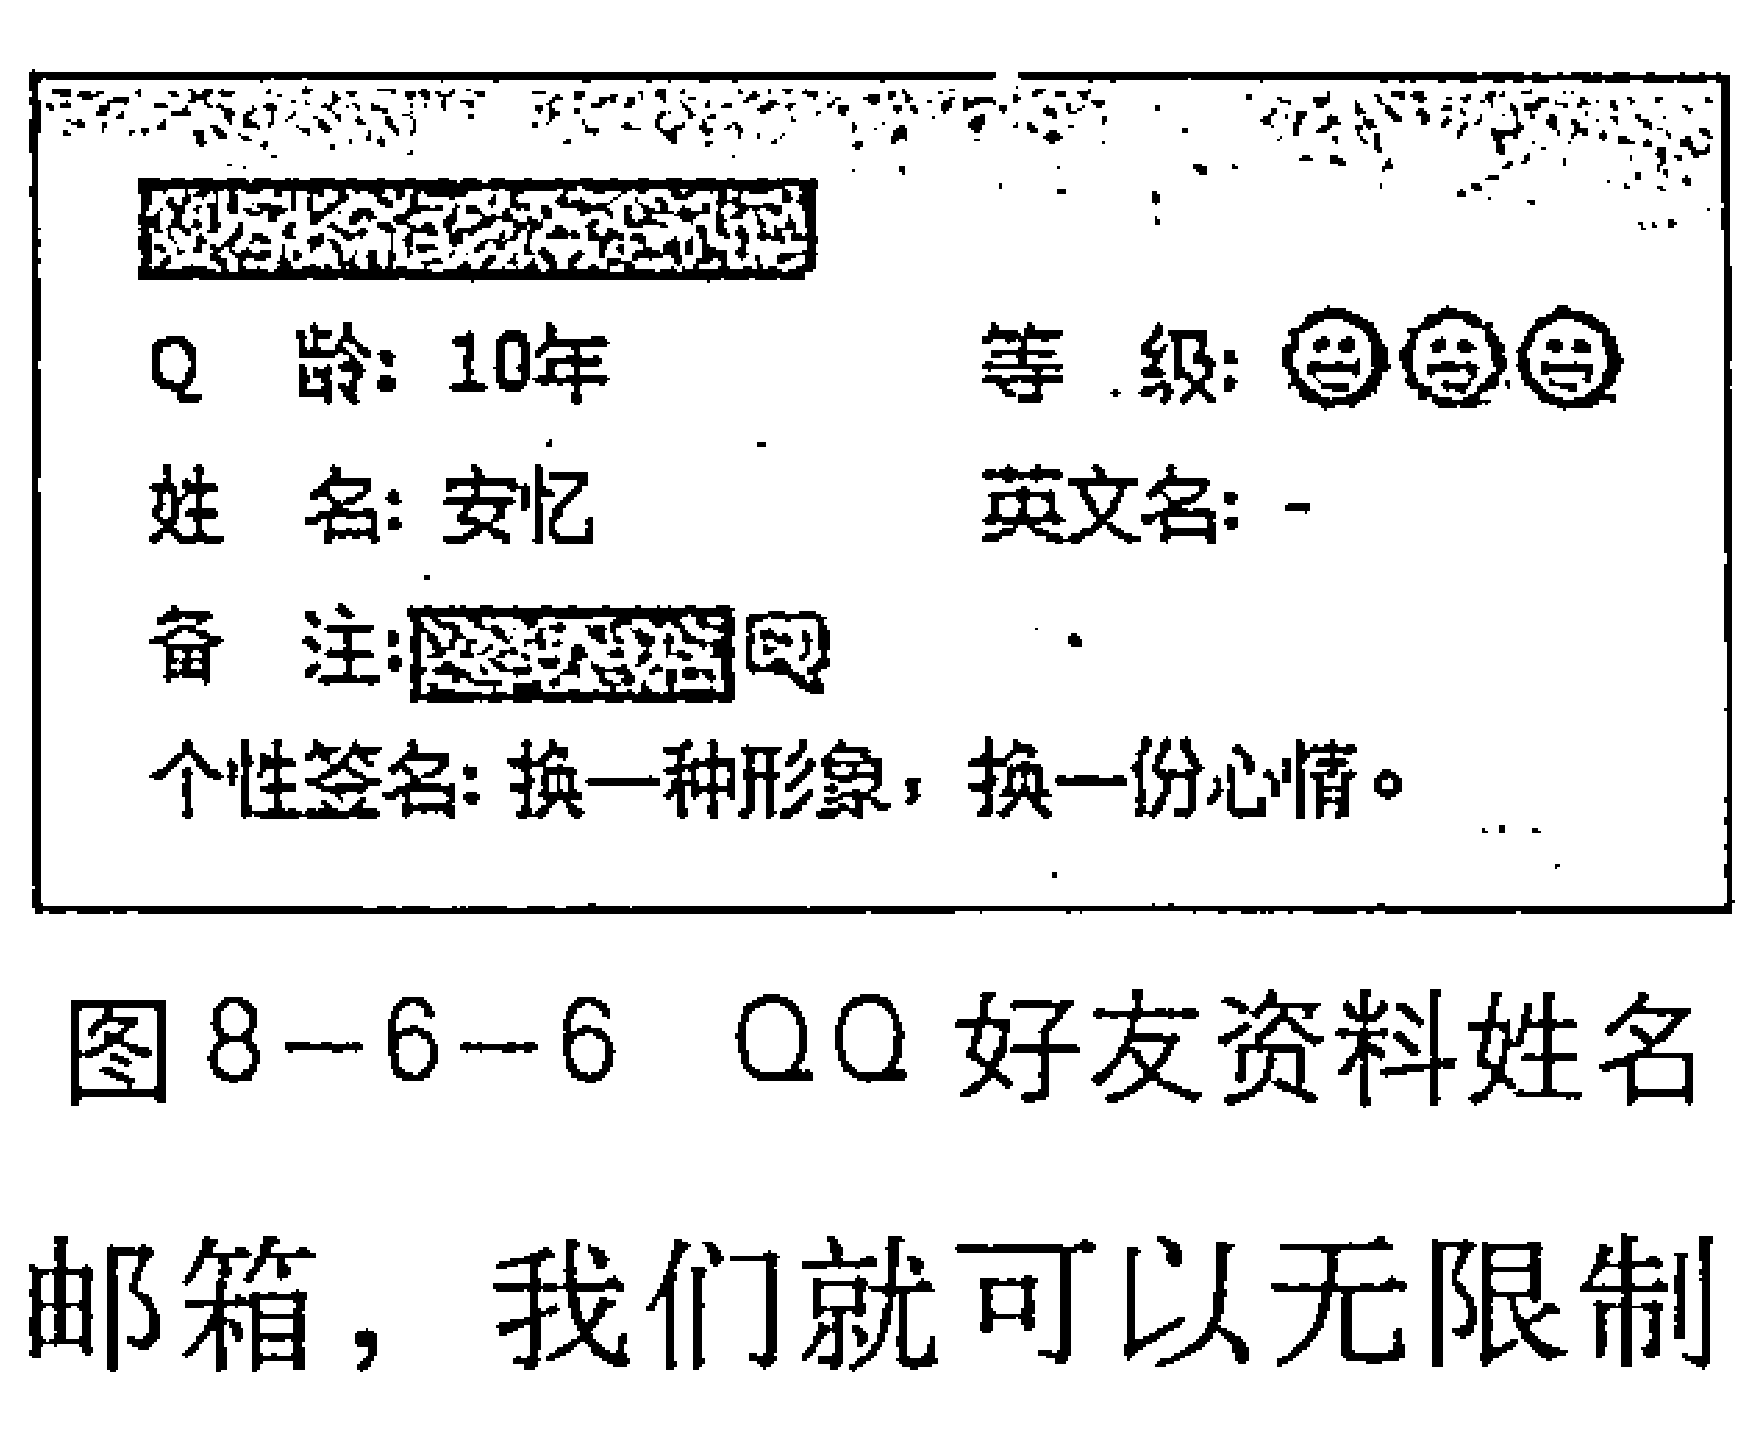 Q 龄: 10年 等 级:
姓 名: 安忆 英文名: -
备 注:
个性签名: 换一种形象，换一份心情。
图8-6-6 QQ好友资料姓名
邮箱，我们就可以无限制